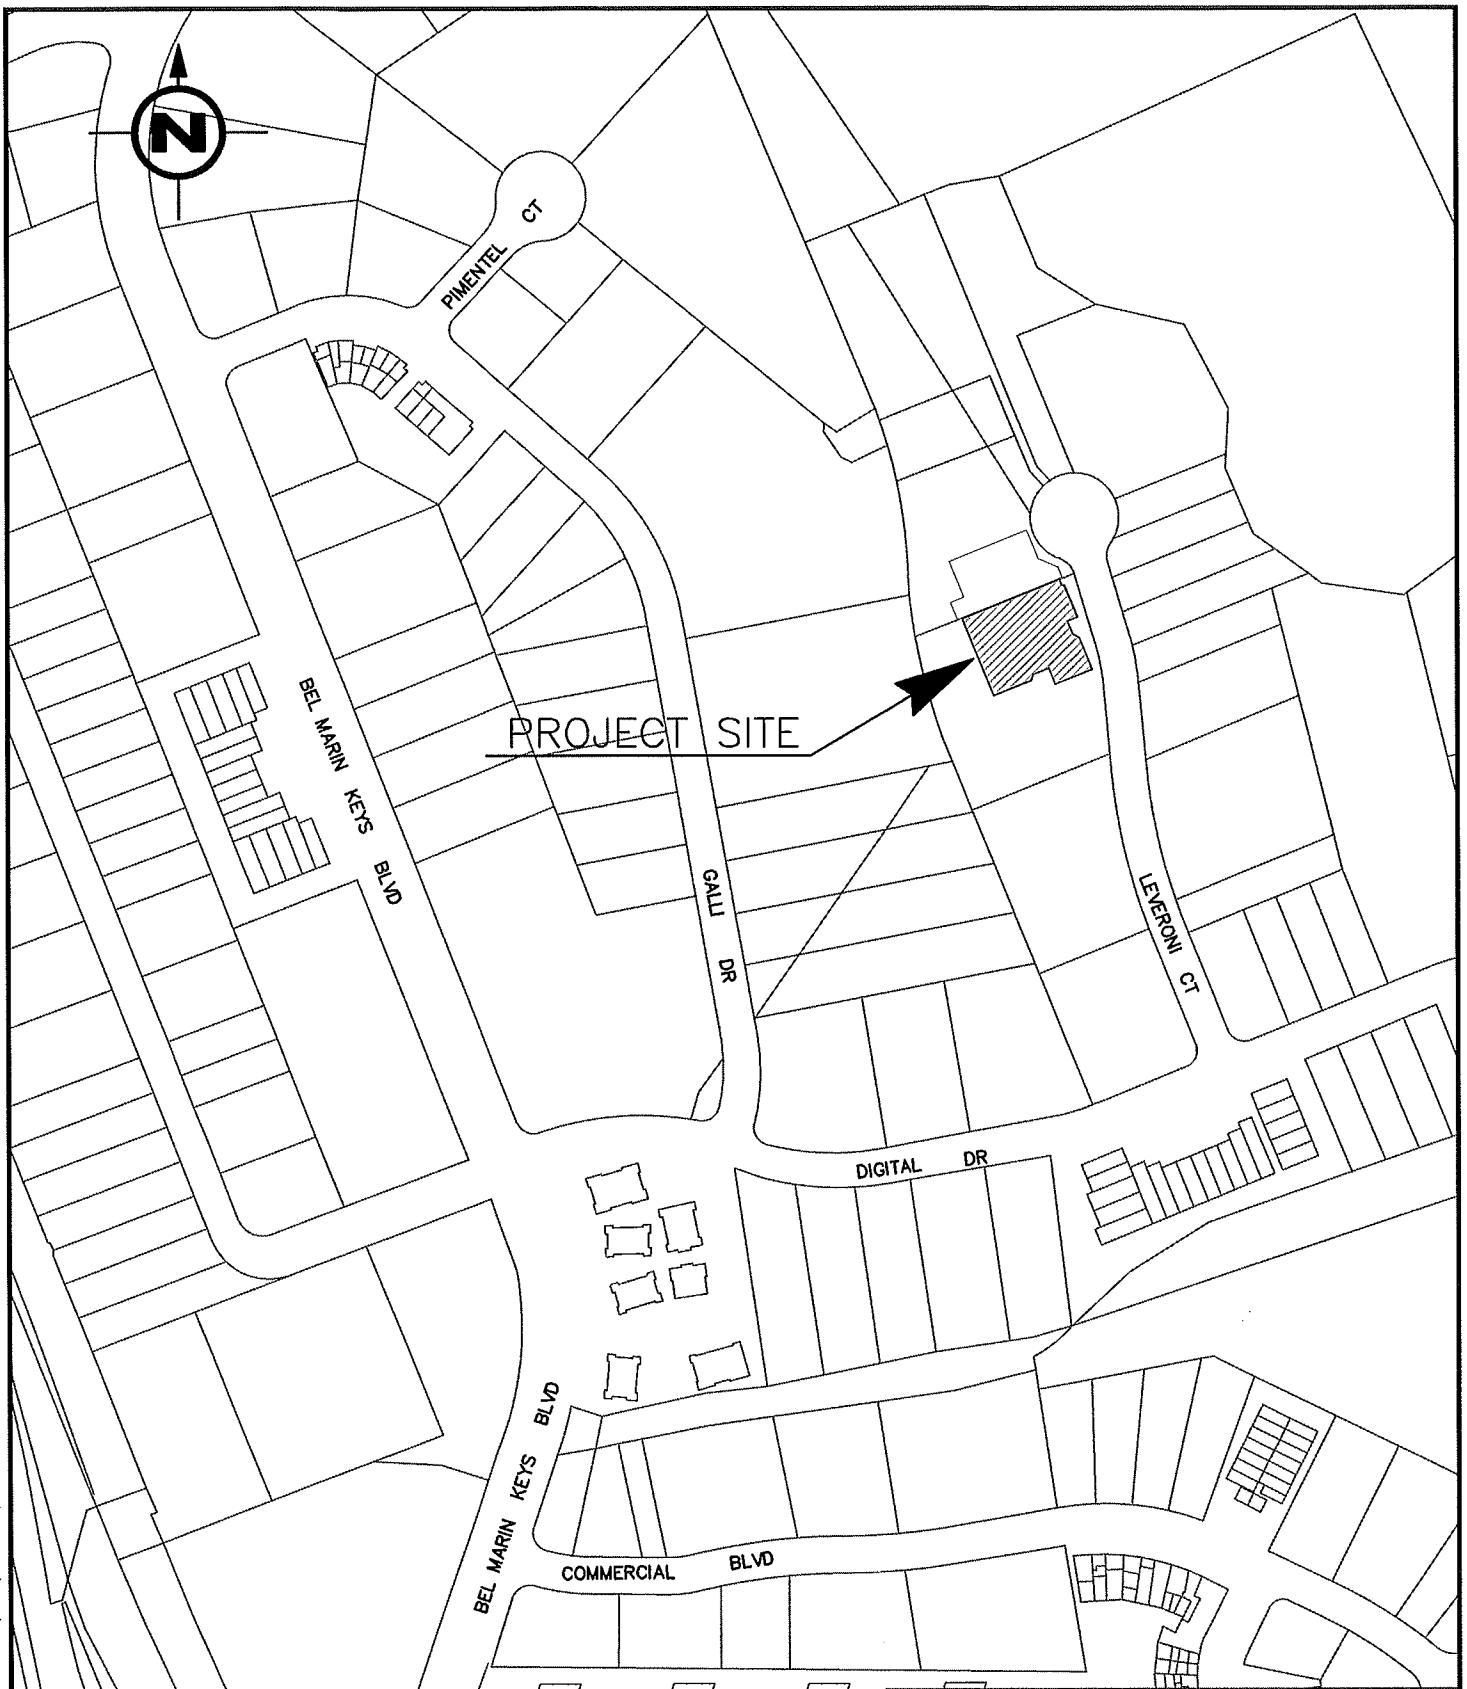 N
PIMENTEL CT
BEL MARIN KEYS BLVD
PROJECT SITE
GALLI DR
LEVERONI CT
DIGITAL DR
BEL MARIN KEYS BLVD
COMMERCIAL BLVD